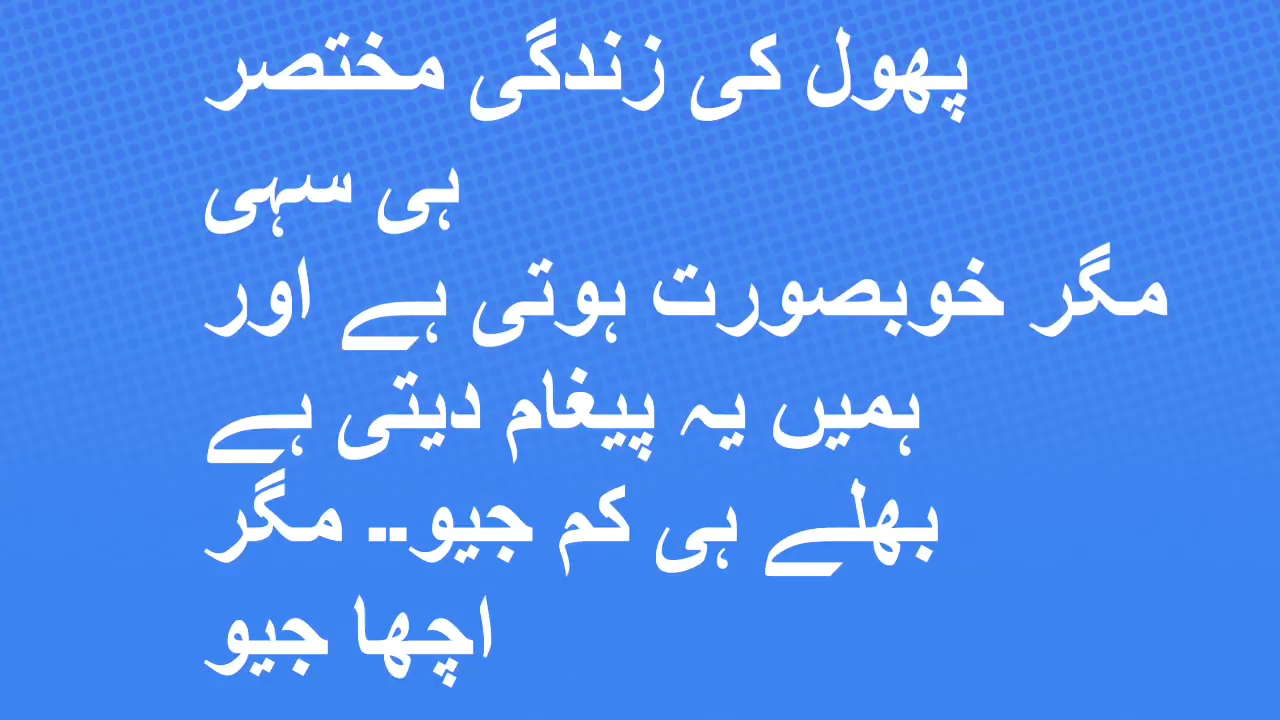 پھول کی زندگی مختصر
ہی سہی
مگر خوبصورت ہوتی ہے اور
ہمیں یہ پیغام دیتی ہے
بھلے ہی کم جیو.. مگر
اچھا جیو